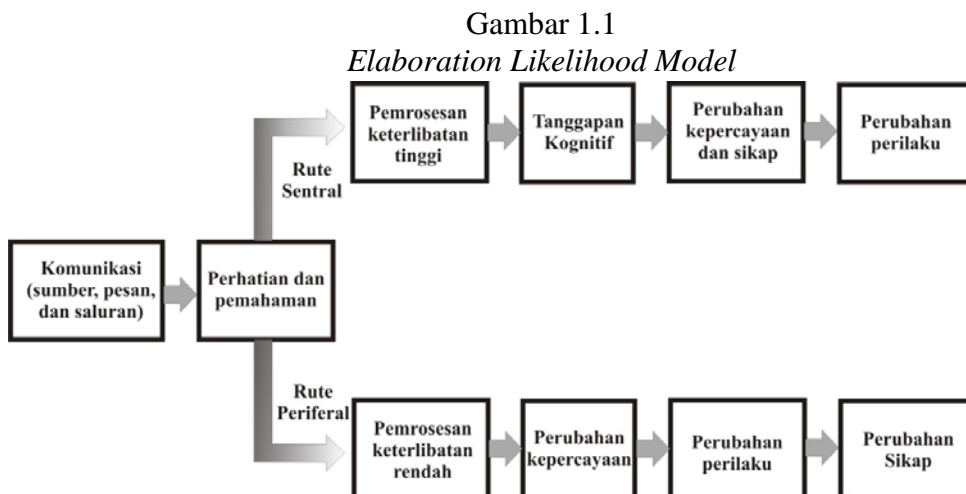 Gambar 1.1
Elaboration Likelihood Model
Pemrosesan
keterlibatan
tinggi
Tanggapan
Kognitif
Perubahan
kepercayaan
dan sikap
Perubahan
perilaku
Rute
Sentral
Komunikasi
(sumber, pesan,
dan saluran)
Perhatian dan
pemahaman
Rute
Periferal
Pemrosesan
keterlibatan
rendah
Perubahan
kepercayaan
Perubahan
perilaku
Perubahan
Sikap